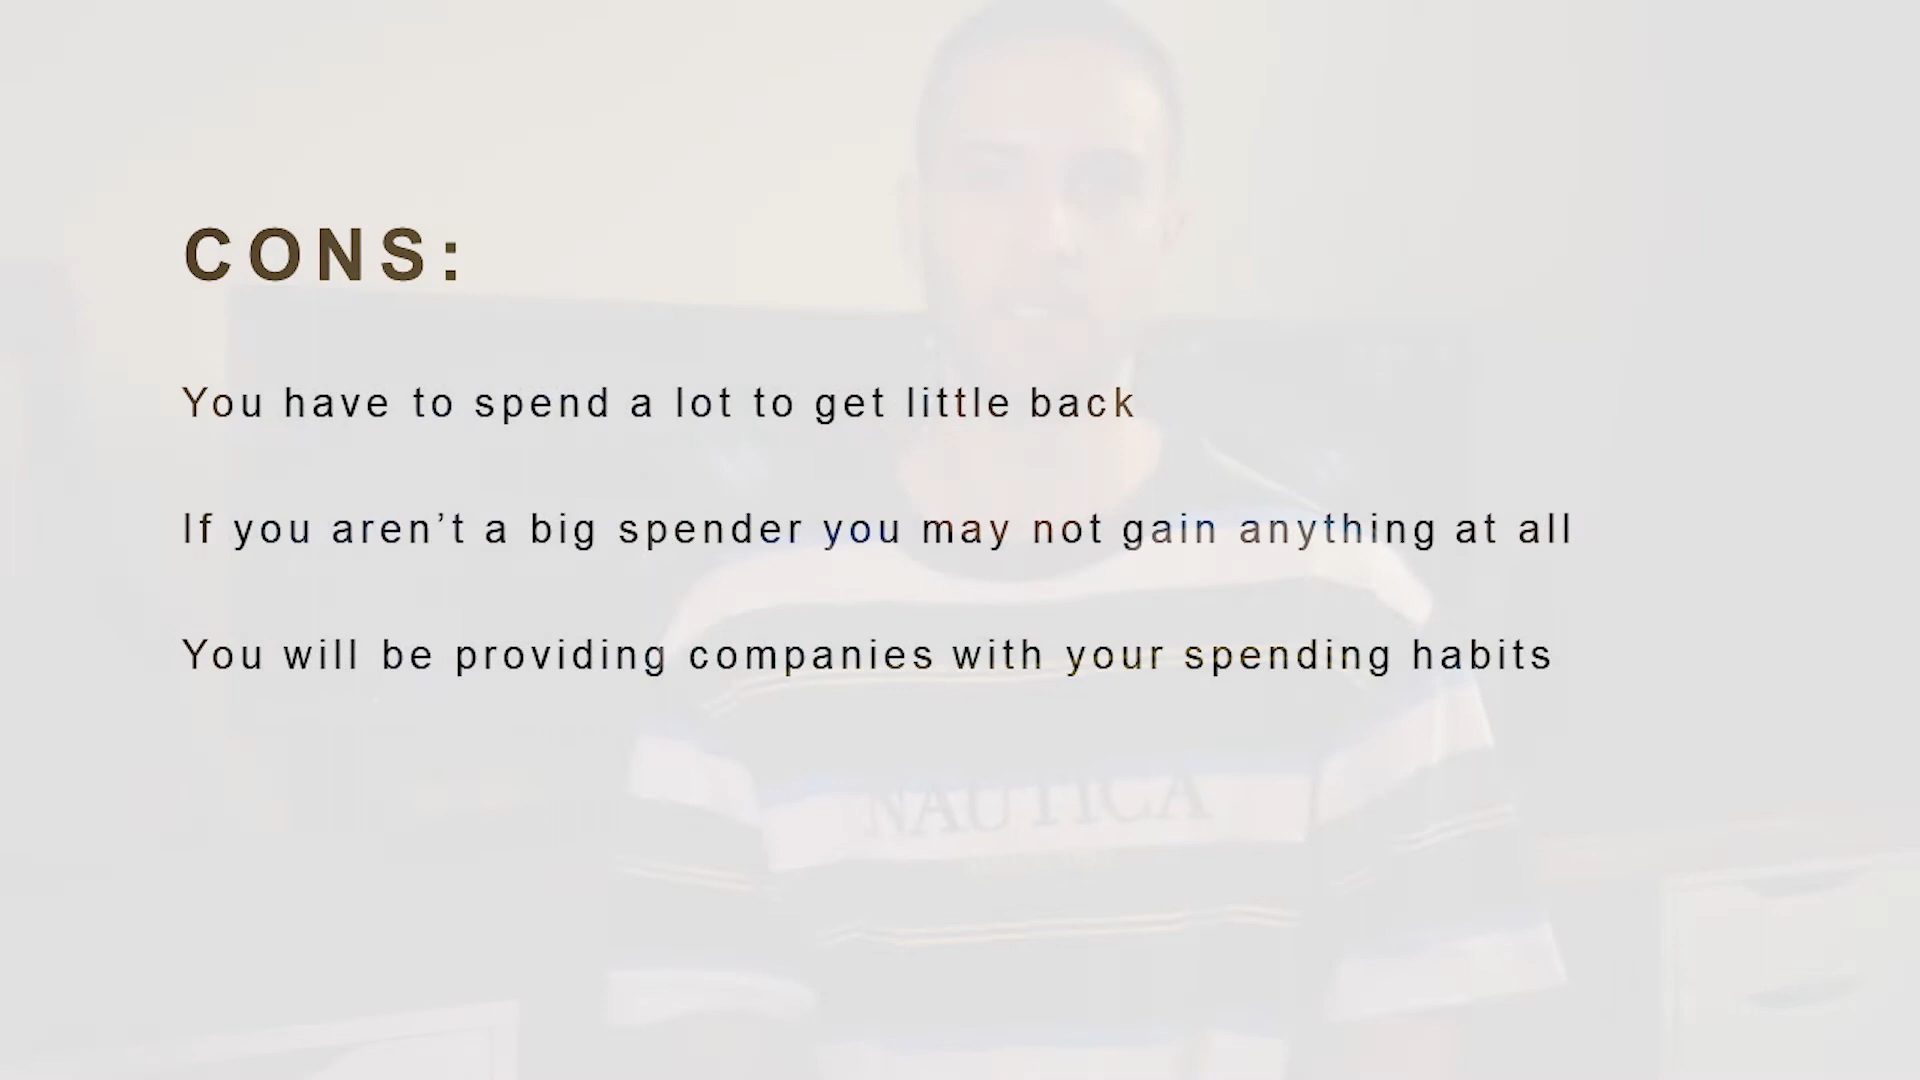 CONS:
You have to spend a lot to get little back
If you aren’t a big spender you may not gain anything at all
You will be providing companies with your spending habits
NAUTICA